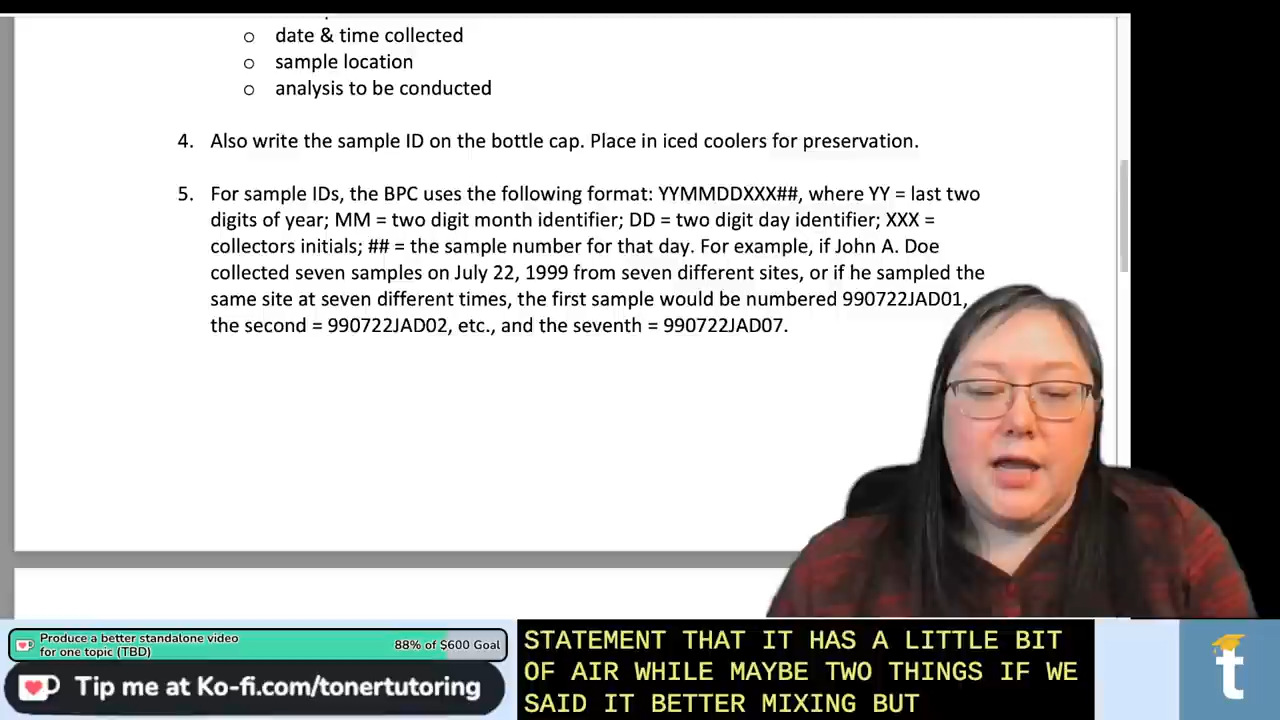 o date & time collected
o sample location
o analysis to be conducted
4. Also write the sample ID on the bottle cap. Place in iced coolers for preservation.
5. For sample IDs, the BPC uses the following format: YYMMDDXXX##, where YY = last two
digits of year; MM = two digit month identifier; DD = two digit day identifier; XXX =
collectors initials; ## = the sample number for that day. For example, if John A. Doe
collected seven samples on July 22, 1999 from seven different sites, or if he sampled the
same site at seven different times, the first sample would be numbered 990722JAD01,
the second = 990722JAD02, etc., and the seventh = 990722JAD07.
Produce a better standalone video
for one topic (TBD)
88% of $600 Goal
Tip me at Ko-fi.com/tonertutoring
STATEMENT THAT IT HAS A LITTLE BIT
OF AIR WHILE MAYBE TWO THINGS IF WE
SAID IT BETTER MIXING BUT
t